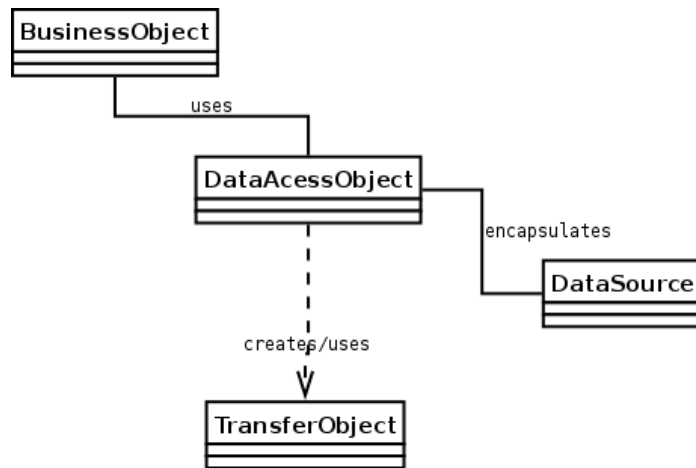 BusinessObject
uses
DataAcessObject
encapsulates
DataSource
creates/uses
TransferObject